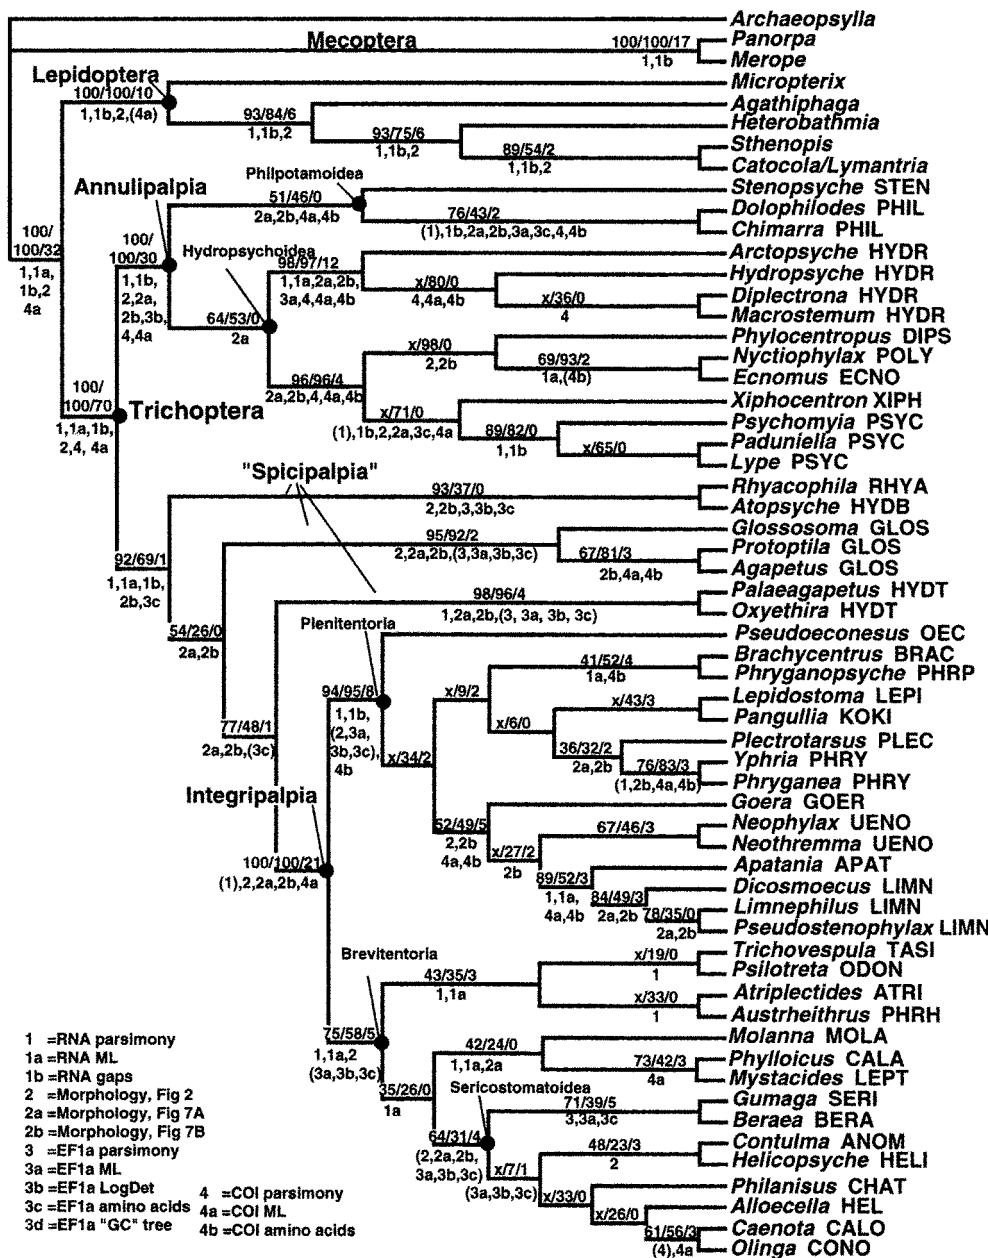 Archaeopsylla
Mecoptera
100/100/17
1,1b
Panorpa
Merope
Lepidoptera
100/100/10
1,1b,2,(4a)
Micropterix
93/84/6
1,1b,2
Agathiphaga
93/75/6
1,1b,2
Heterobathmia
89/54/2
1,1b,2
Sthenopis
Catocola/Lymantria
Annulipalpia
Philpotamoidea
51/46/0
2a,2b,4a,4b
Stenopsyche STEN
76/43/2
(1),1b,2a,2b,3a,3c,4,4b
Dolophilodes PHIL
Chimarra PHIL
100/
100/32
1,1a,
1b,2
4a
100/
100/30
1,1b,
2,2a,
2b,3b,
4,4a
Hydropsychoidea
98/97/12
1,1a,2a,2b,
3a,4,4a,4b
Arctopsyche HYDR
x/80/0
4,4a,4b
Hydropsyche HYDR
x/36/0
4
Diplectrona HYDR
Macrostemum HYDR
64/53/0
2a
x/98/0
2,2b
Phylocentropus DIPS
69/93/2
1a,(4b)
Nyctiophylax POLY
Ecnomus ECNO
96/96/4
2a,2b,4,4a,4b
x/71/0
(1),1b,2,2a,3c,4a
Xiphocentron XIPH
89/82/0
1,1b
Psychomyia PSYC
x/65/0
Paduniella PSYC
Lype PSYC
100/
100/70
1,1a,1b,
2,4, 4a
Trichoptera
"Spicipalpia"
93/37/0
2,2b,3,3b,3c
Rhyacophila RHYA
Atopsyche HYDB
92/69/1
1,1a,1b,
2b,3c
95/92/2
2,2a,2b,(3,3a,3b,3c)
Glossosoma GLOS
67/81/3
2b,4a,4b
Protoptila GLOS
Agapetus GLOS
98/96/4
1,2a,2b,(3, 3a, 3b, 3c)
Palaeagapetus HYDT
Oxyethira HYDT
54/26/0
2a,2b
Plenitentoria
Pseudoeconesus OEC
94/95/8
1,1b,
(2,3a,
3b,3c),
4b
41/52/4
1a,4b
Brachycentrus BRAC
Phryganopsyche PHRP
x/9/2
x/43/3
Lepidostoma LEPI
Pangullia KOKI
x/6/0
36/32/2
2a,2b
Plectrotarsus PLEC
76/83/3
(1,2b,4a,4b)
Yphria PHRY
Phryganea PHRY
77/48/1
2a,2b,(3c)
x/34/2
Integripalpia
52/49/5
2,2b
4a,4b
Goera GOER
67/46/3
Neophylax UENO
Neothremma UENO
x/27/2
2b
89/52/3
1,1a,
4a,4b
Apatania APAT
84/49/3
2a,2b
Dicosmoecus LIMN
78/35/0
2a,2b
Limnephilus LIMN
Pseudostenophylax LIMN
100/100/21
(1),2,2a,2b,4a
Brevitentoria
43/35/3
1,1a
x/19/0
1
Trichovespula TASI
Psilotreta ODON
x/33/0
1
Atriplectides ATRI
Austrheithrus PHRH
75/58/5
1,1a,2
(3a,3b,3c)
42/24/0
1,1a,2a
Molanna MOLA
73/42/3
4a
Phylloicus CALA
Mystacides LEPT
35/26/0
1a
Sericostomatoidea
71/39/5
3,3a,3c
Gumaga SERI
Beraea BERA
64/31/4
(2,2a,2b,
3a,3b,3c)
48/23/3
2
Contulma ANOM
Helicopsyche HELI
x/7/1
(3a,3b,3c)
x/33/0
Philanisus CHAT
x/26/0
Alloecella HEL
61/56/3
(4),4a
Caenota CALO
Olinga CONO
1 =RNA parsimony
1a =RNA ML
1b =RNA gaps
2 =Morphology, Fig 2
2a =Morphology, Fig 7A
2b =Morphology, Fig 7B
3 =EF1a parsimony
3a =EF1a ML
3b =EF1a LogDet
3c =EF1a amino acids
3d =EF1a "GC" tree
4 =COI parsimony
4a =COI ML
4b =COI amino acids